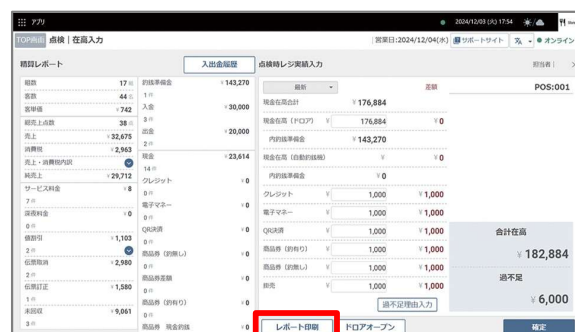 アプリ
2024/12/03 (火) 17:54
TOP画面 点検 | 在高入力
営業日:2024/12/04(水)
サポートサイト
オンライン
精算レポート
入出金履歴
点検時レジ実績入力
担当者
組数 17 組
客数 44 名
客単価 ¥742
総売上点数 38 点
売上 ¥32,675
消費税 ¥2,963
売上・消費税内訳
純売上 ¥29,712
サービス料金 ¥8
7 件
深夜料金 ¥0
0 件
値割引 ¥1,103
2 件
伝票取消 ¥2,980
2 件
伝票訂正 ¥1,580
1 件
未回収 ¥9,061
3 件
釣銭準備金 ¥143,270
1 件
入金 ¥30,000
3 件
出金 ¥20,000
2 件
現金 ¥23,614
14 件
クレジット ¥0
0 件
電子マネー ¥0
0 件
QR決済 ¥0
0 件
商品券 (釣無し) ¥0
0 件
商品券差額 ¥0
0 件
商品券 (釣有り) ¥0
0 件
商品券 現金釣銭 ¥0
最新
差額
現金在高合計 ¥176,884
現金在高 (ドロア) ¥ 176,884 ¥0
内釣銭準備金 ¥143,270
現金在高 (自動釣銭機) ¥ ¥0
内釣銭準備金 ¥0
クレジット ¥ 1,000 ¥1,000
電子マネー ¥ 1,000 ¥1,000
QR決済 ¥ 1,000 ¥1,000
商品券 (釣有り) ¥ 1,000 ¥1,000
商品券 (釣無し) ¥ 1,000 ¥1,000
掛売 ¥ 1,000 ¥1,000
過不足理由入力
レポート印刷
ドロアオープン
POS:001
合計在高
¥182,884
過不足
¥6,000
確定